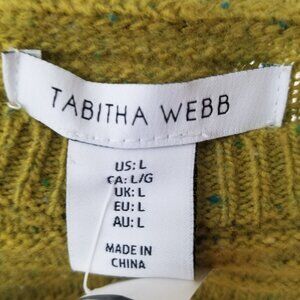 TABITHA WEBB
US: L
CA: L/G
UK: L
EU: L
AU: L
MADE IN
CHINA